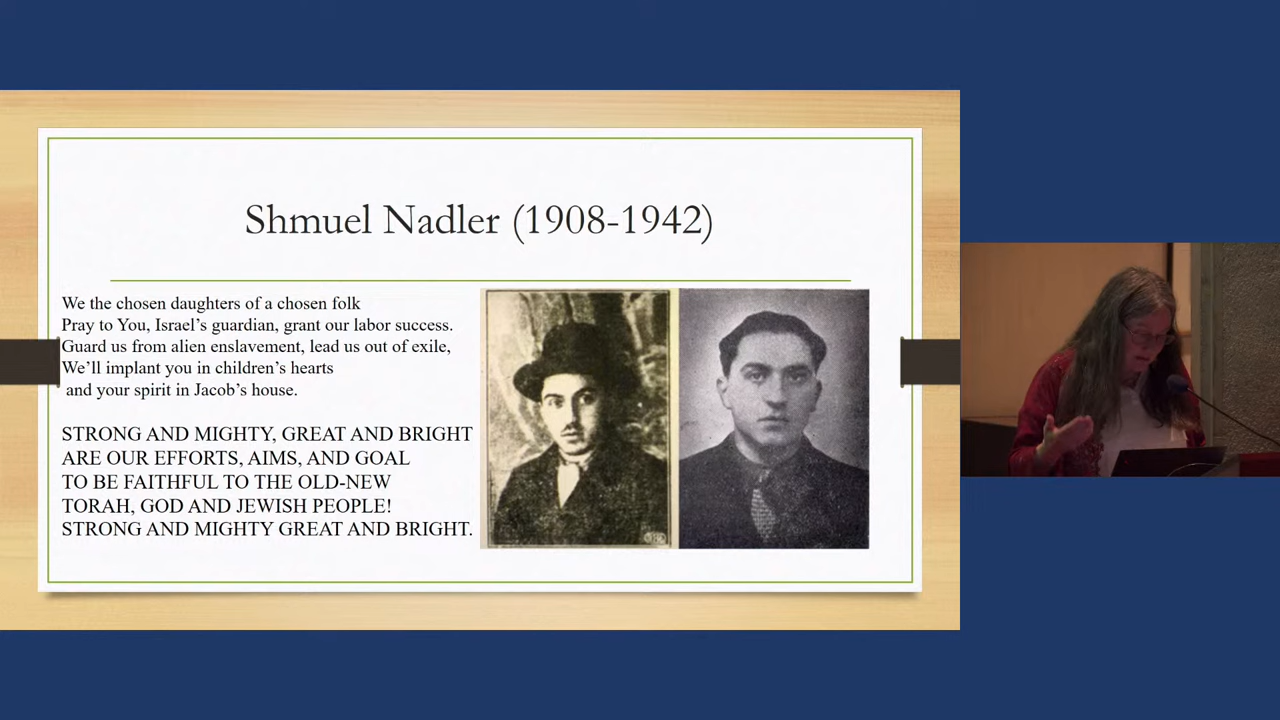 Shmuel Nadler (1908-1942)
We the chosen daughters of a chosen folk
Pray to You, Israel’s guardian, grant our labor success.
Guard us from alien enslavement, lead us out of exile,
We’ll implant you in children’s hearts
and your spirit in Jacob’s house.
STRONG AND MIGHTY, GREAT AND BRIGHT
ARE OUR EFFORTS, AIMS, AND GOAL
TO BE FAITHFUL TO THE OLD-NEW
TORAH, GOD AND JEWISH PEOPLE!
STRONG AND MIGHTY GREAT AND BRIGHT.